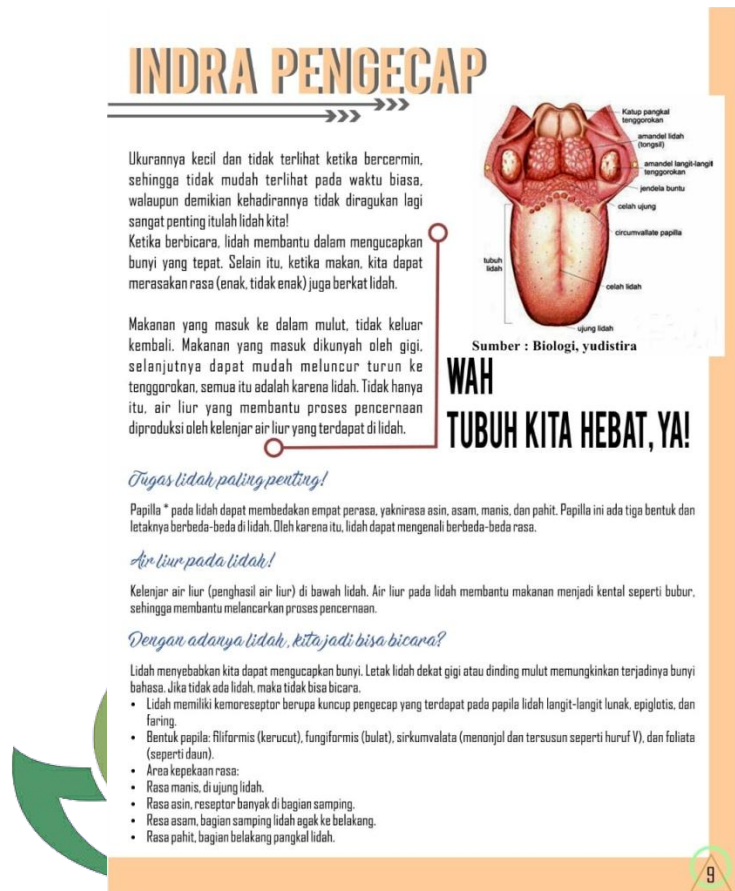 INDRA PENGECAP
Ukurannya kecil dan tidak terlihat ketika bercermin,
sehingga tidak mudah terlihat pada waktu biasa,
walaupun demikian kehadirannya tidak diragukan lagi
sangat penting itulah lidah kita!
Ketika berbicara, lidah membantu dalam mengucapkan
bunyi yang tepat. Selain itu, ketika makan, kita dapat
merasakan rasa (enak, tidak enak) juga berkat lidah.
Makanan yang masuk ke dalam mulut, tidak keluar
kembali. Makanan yang masuk dikunyah oleh gigi,
selanjutnya dapat mudah meluncur turun ke
tenggorokan, semua itu adalah karena lidah. Tidak hanya
itu, air liur yang membantu proses pencernaan
diproduksi oleh kelenjar air liur yang terdapat di lidah.
Katup pangkal
tenggorokan
amandel lidah
(tongsil)
amandel langit-langit
tenggorokan
jendela buntu
celah ujung
circumvallate papilla
tubuh
lidah
celah lidah
ujung lidah
Sumber : Biologi, yudistira
WAH
TUBUH KITA HEBAT, YA!
Tugas lidah paling penting!
Papilla * pada lidah dapat membedakan empat perasa, yaknirasa asin, asam, manis, dan pahit. Papilla ini ada tiga bentuk dan
letaknya berbeda-beda di lidah. Oleh karena itu, lidah dapat mengenali berbeda-beda rasa.
Air liur pada lidah!
Kelenjar air liur (penghasil air liur) di bawah lidah. Air liur pada lidah membantu makanan menjadi kental seperti bubur,
sehingga membantu melancarkan proses pencernaan.
Dengan adanya lidah, kita jadi bisa bicara?
Lidah menyebabkan kita dapat mengucapkan bunyi. Letak lidah dekat gigi atau dinding mulut memungkinkan terjadinya bunyi
bahasa. Jika tidak ada lidah, maka tidak bisa bicara.
• Lidah memiliki kemoreseptor berupa kuncup pengecap yang terdapat pada papila lidah langit-langit lunak, epiglotis, dan
faring.
• Bentuk papila: filiformis (kerucut), fungiformis (bulat), sirkumvalata (menonjol dan tersusun seperti huruf V), dan foliata
(seperti daun).
• Area kepekaan rasa:
• Rasa manis, di ujung lidah.
• Rasa asin, reseptor banyak di bagian samping.
• Resa asam, bagian samping lidah agak ke belakang.
• Rasa pahit, bagian belakang pangkal lidah.
9